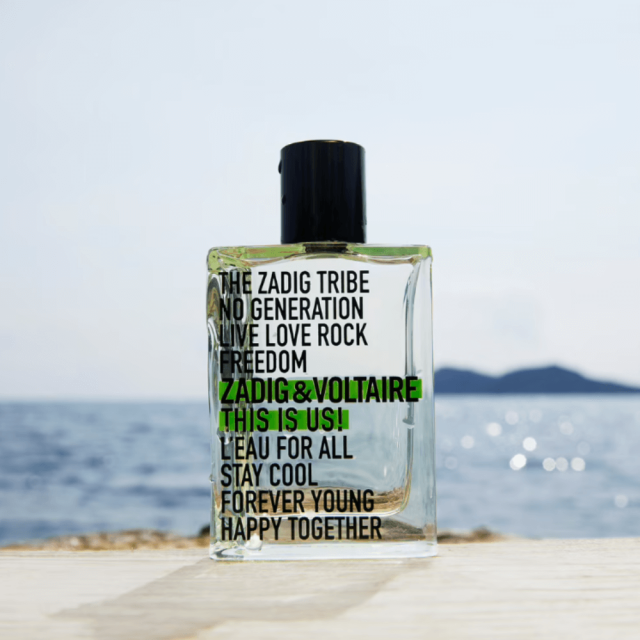 THE ZADIG TRIBE
NO GENERATION
LIVE LOVE ROCK
FREEDOM
ZADIG&VOLTAIRE
THIS IS US!
L'EAU FOR ALL
STAY COOL
FOREVER YOUNG
HAPPY TOGETHER